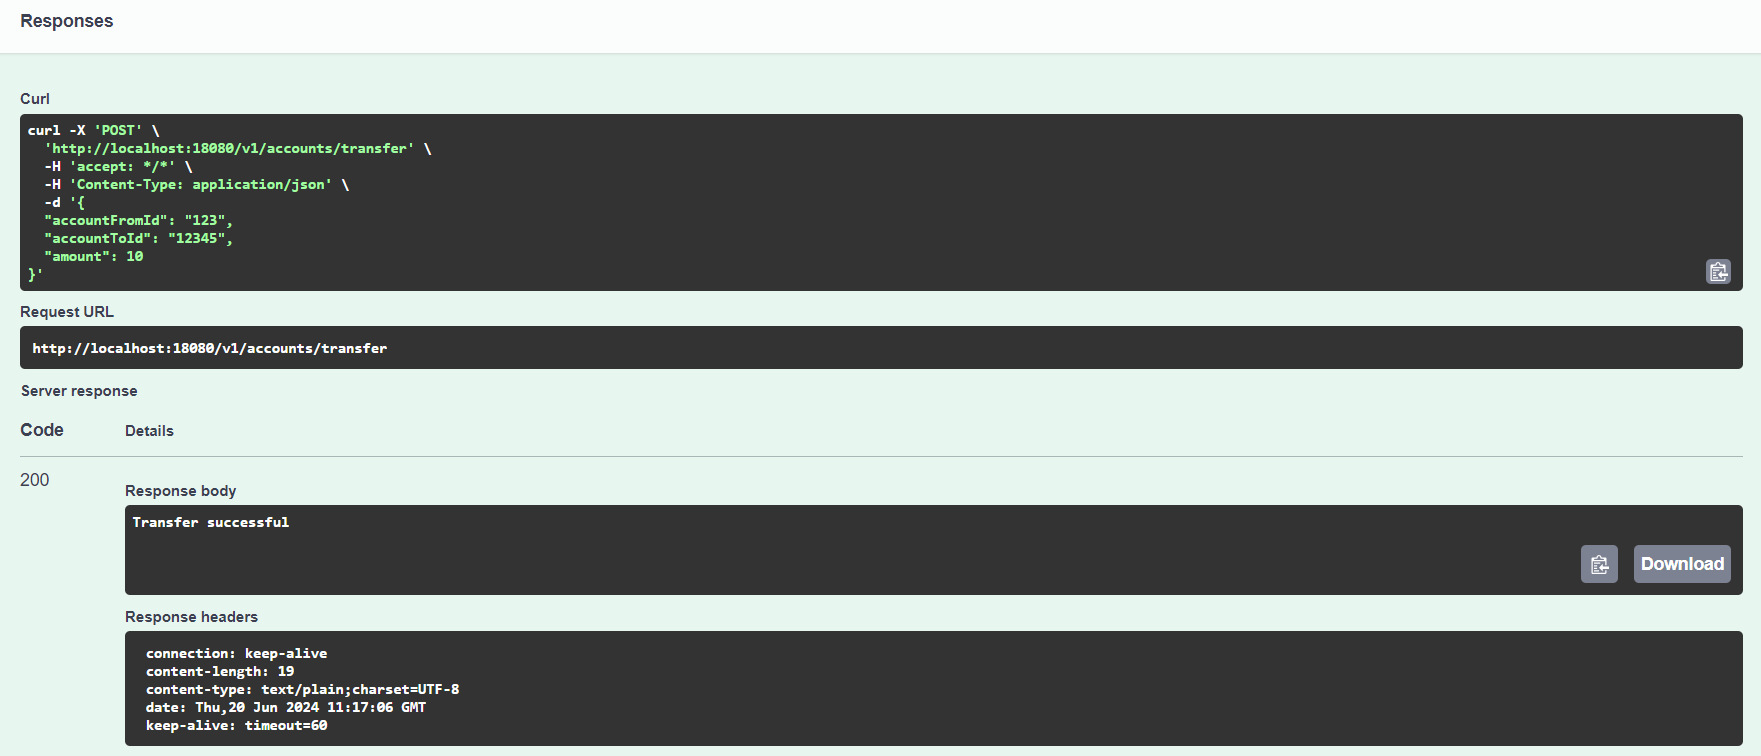 Responses
Curl
curl -X 'POST' \
'http://localhost:18080/v1/accounts/transfer' \
-H 'accept: */*' \
-H 'Content-Type: application/json' \
-d '{
"accountFromId": "123",
"accountToId": "12345",
"amount": 10
}'
Request URL
http://localhost:18080/v1/accounts/transfer
Server response
Code Details
200
Response body
Transfer successful
Download
Response headers
connection: keep-alive
content-length: 19
content-type: text/plain;charset=UTF-8
date: Thu,20 Jun 2024 11:17:06 GMT
keep-alive: timeout=60